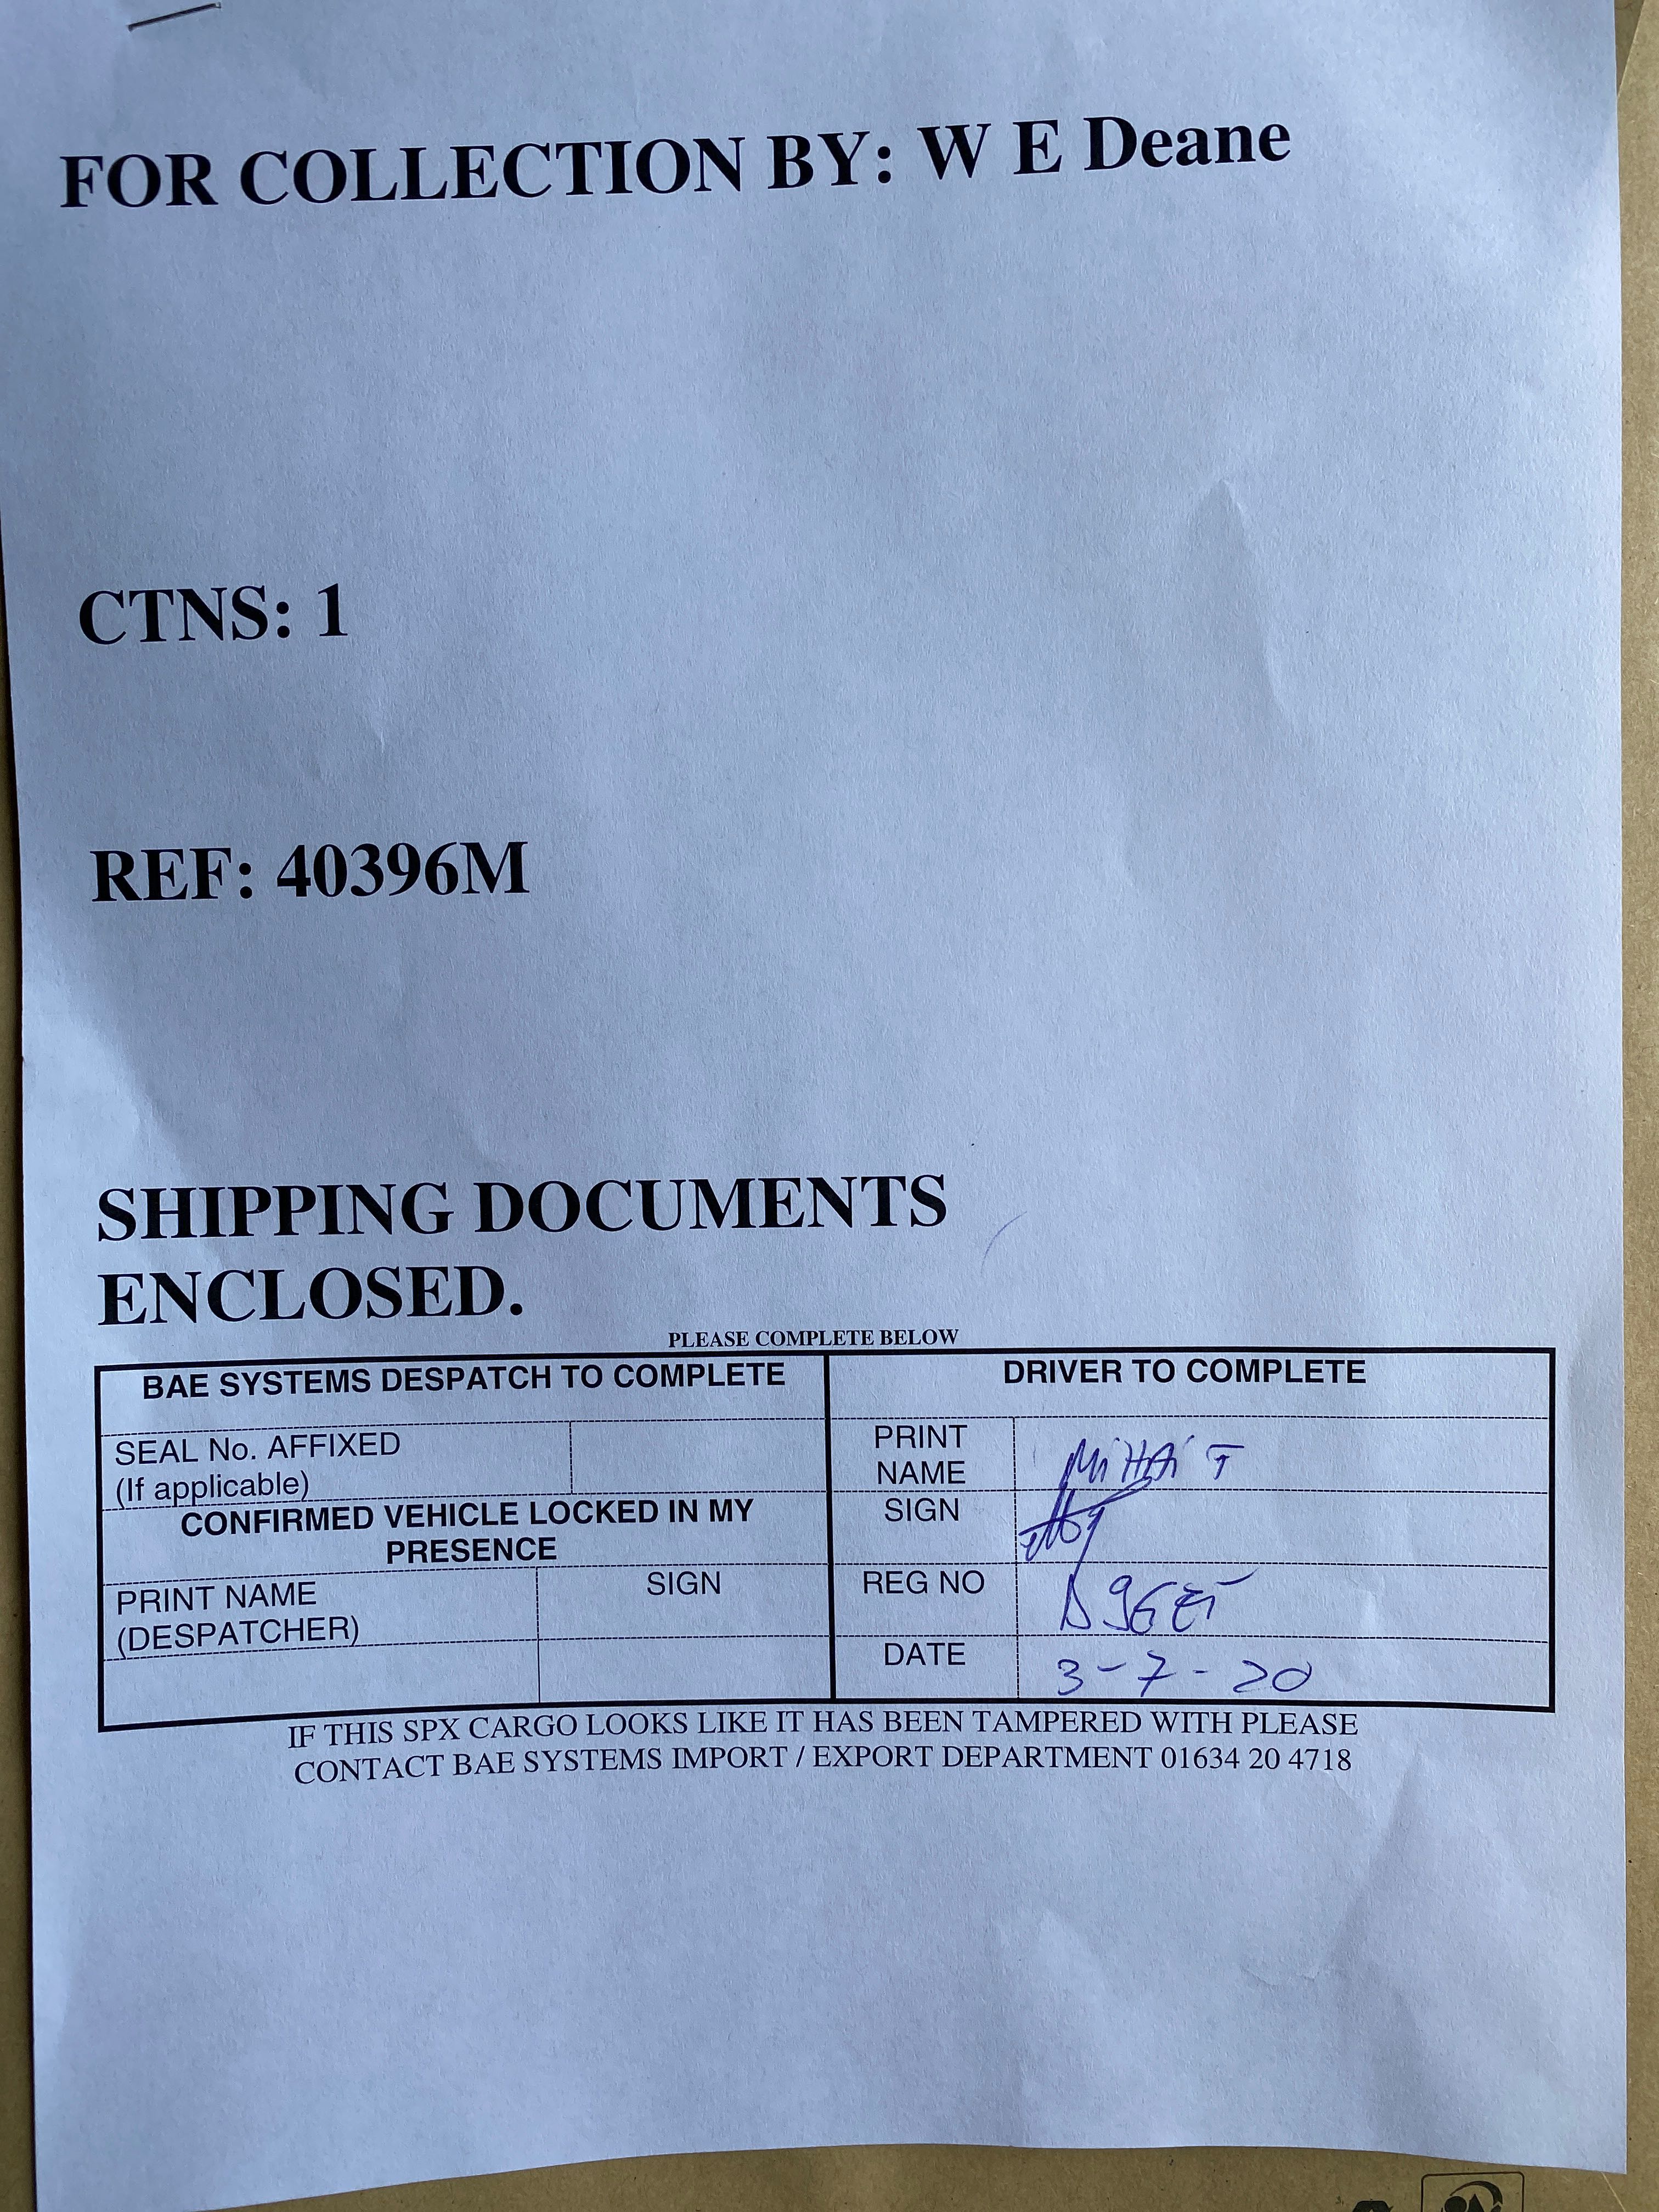 FOR COLLECTION BY: W E Deane
CTNS: 1
REF: 40396M
SHIPPING DOCUMENTS
ENCLOSED.
PLEASE COMPLETE BELOW
BAE SYSTEMS DESPATCH TO COMPLETE
SEAL No. AFFIXED
(If applicable)
CONFIRMED VEHICLE LOCKED IN MY
PRESENCE
PRINT NAME
(DESPATCHER)
SIGN
DRIVER TO COMPLETE
PRINT
NAME
MiHAi T
SIGN
REG NO
DATE
3-7-20
IF THIS SPX CARGO LOOKS LIKE IT HAS BEEN TAMPERED WITH PLEASE
CONTACT BAE SYSTEMS IMPORT / EXPORT DEPARTMENT 01634 20 4718